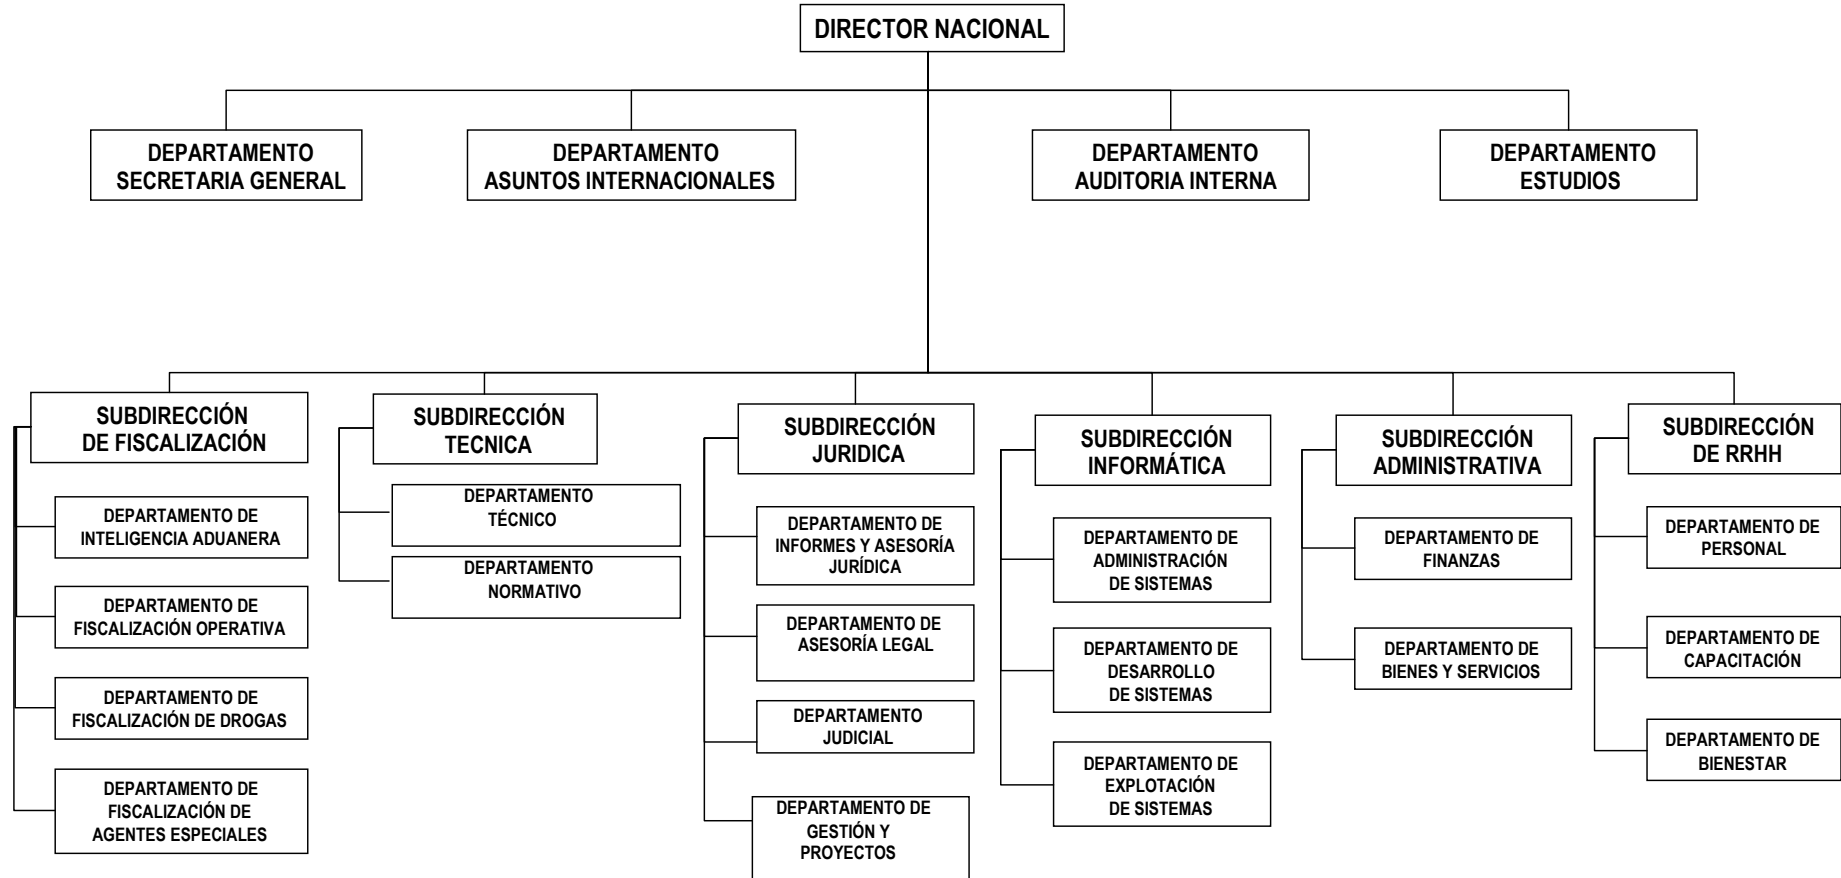 DIRECTOR NACIONAL
DEPARTAMENTO
SECRETARIA GENERAL
DEPARTAMENTO
ASUNTOS INTERNACIONALES
DEPARTAMENTO
AUDITORIA INTERNA
DEPARTAMENTO
ESTUDIOS
SUBDIRECCIÓN
DE FISCALIZACIÓN
DEPARTAMENTO DE
INTELIGENCIA ADUANERA
DEPARTAMENTO DE
FISCALIZACIÓN OPERATIVA
DEPARTAMENTO DE
FISCALIZACIÓN DE DROGAS
DEPARTAMENTO DE
FISCALIZACIÓN DE
AGENTES ESPECIALES
SUBDIRECCIÓN
TECNICA
DEPARTAMENTO
TÉCNICO
DEPARTAMENTO
NORMATIVO
SUBDIRECCIÓN
JURIDICA
DEPARTAMENTO DE
INFORMES Y ASESORÍA
JURÍDICA
DEPARTAMENTO DE
ASESORÍA LEGAL
DEPARTAMENTO
JUDICIAL
DEPARTAMENTO DE
GESTIÓN Y
PROYECTOS
SUBDIRECCIÓN
INFORMÁTICA
DEPARTAMENTO DE
ADMINISTRACIÓN
DE SISTEMAS
DEPARTAMENTO DE
DESARROLLO
DE SISTEMAS
DEPARTAMENTO DE
EXPLOTACIÓN
DE SISTEMAS
SUBDIRECCIÓN
ADMINISTRATIVA
DEPARTAMENTO DE
FINANZAS
DEPARTAMENTO DE
BIENES Y SERVICIOS
SUBDIRECCIÓN
DE RRHH
DEPARTAMENTO DE
PERSONAL
DEPARTAMENTO DE
CAPACITACIÓN
DEPARTAMENTO DE
BIENESTAR